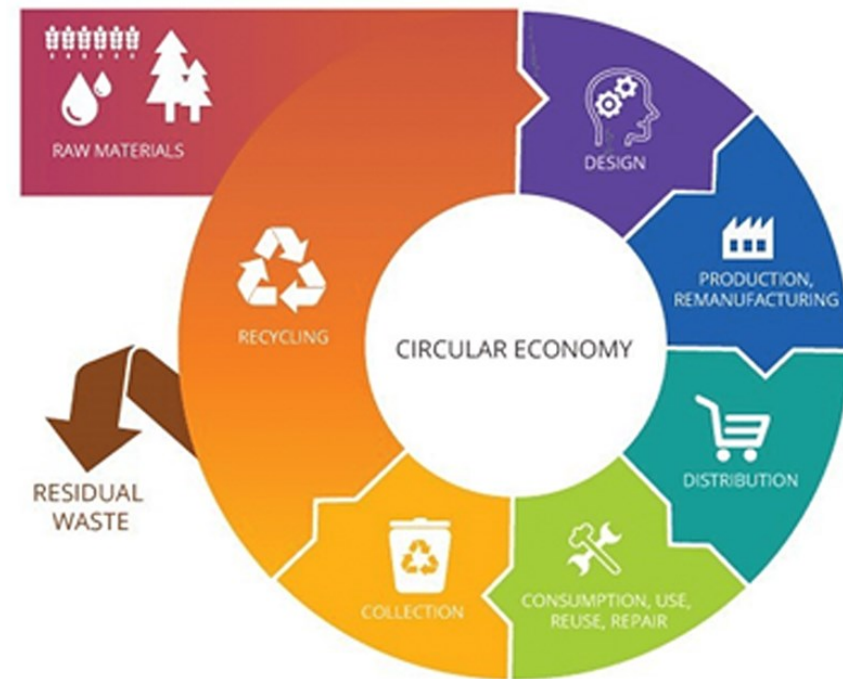 RAW MATERIALS
DESIGN
PRODUCTION,
REMANUFACTURING
RECYCLING
CIRCULAR ECONOMY
DISTRIBUTION
RESIDUAL
WASTE
COLLECTION
CONSUMPTION, USE,
REUSE, REPAIR